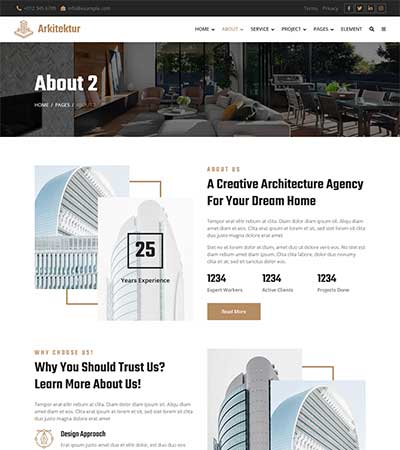 +012 345 6789 info@example.com Terms Privacy
Arkitektur
HOME ABOUT SERVICE PROJECT PAGES ELEMENT
About 2
HOME / PAGES / ABOUT 2
ABOUT US
A Creative Architecture Agency
For Your Dream Home
Tempor erat elitr rebum at clita. Diam dolor diam ipsum sit. Aliqu
diam amet diam et eos. Clita erat ipsum et lorem et sit, sed stet lorem sit clita duo
justo magna dolore erat amet
Stet no et lorem dolor et diam, amet duo ut dolore vero eos. No stet est
diam rebum amet diam ipsum. Clita clita labore, dolor duo nonumy
clita sit at, sed sit sanctus dolor eos.
25
Years Experience
1234 1234 1234
Expert Workers Active Clients Projects Done
Read More
WHY CHOOSE US!
Why You Should Trust Us?
Learn More About Us!
Tempor erat elitr rebum at clita. Diam dolor diam ipsum sit. Aliqu
diam amet diam et eos. Clita erat ipsum et lorem et sit, sed stet lorem sit clita duo
justo magna dolore erat amet
Design Approach
Erat ipsum justo amet duo et elitr dolor, est duo duo eos